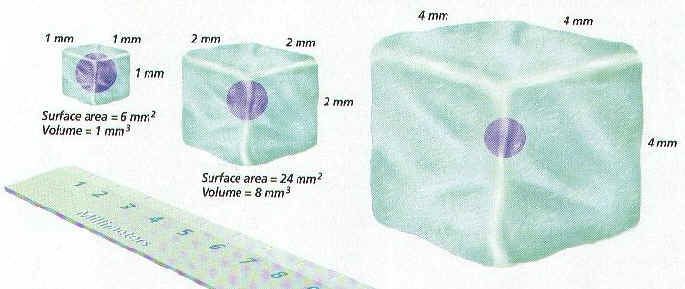 1 mm 1 mm
1 mm
Surface area = 6 mm²
Volume = 1 mm³
2 mm 2 mm
2 mm
Surface area = 24 mm²
Volume = 8 mm³
4 mm 4 mm
4 mm
1 2 3 4 5 6 7 8
Millimeters